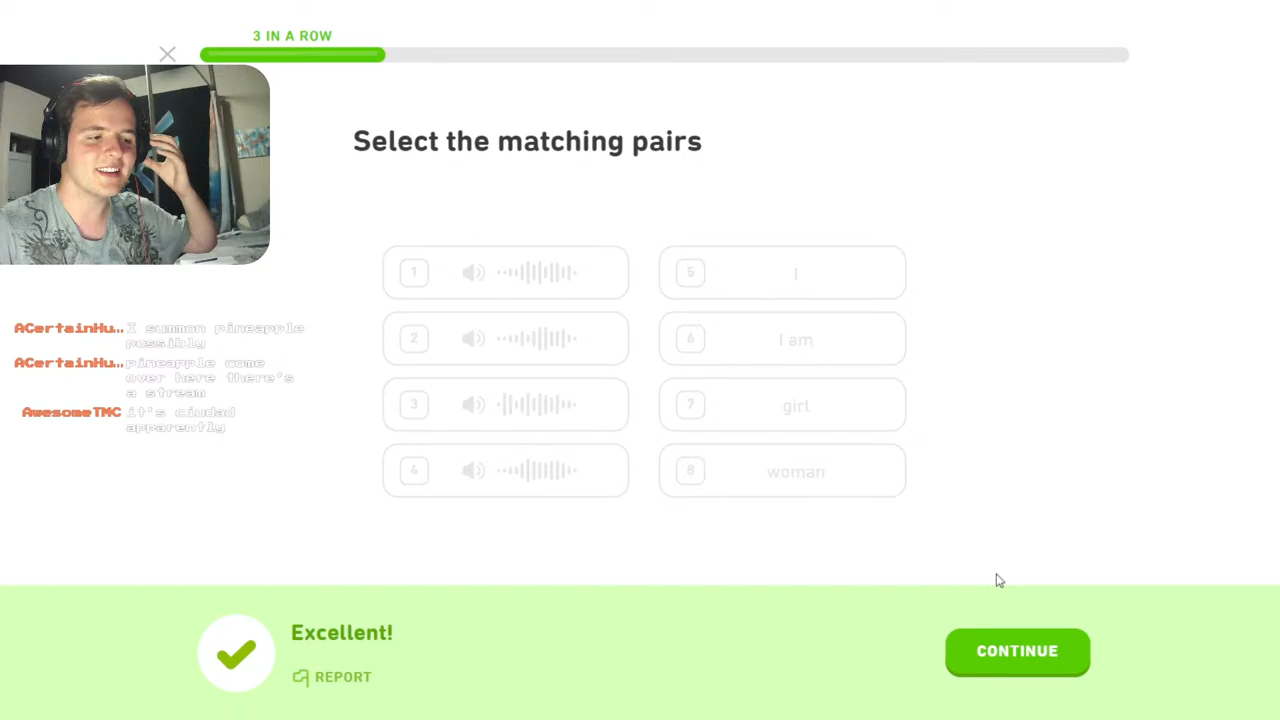 3 IN A ROW
Select the matching pairs
1
5 I
2
6 I am
3
7 girl
4
8 woman
ACertainHu… I summon pineapple
possibly
ACertainHu… pineapple come
over here there's
a stream
AwesomeTMC it's ciudad
apparently
Excellent!
REPORT
CONTINUE